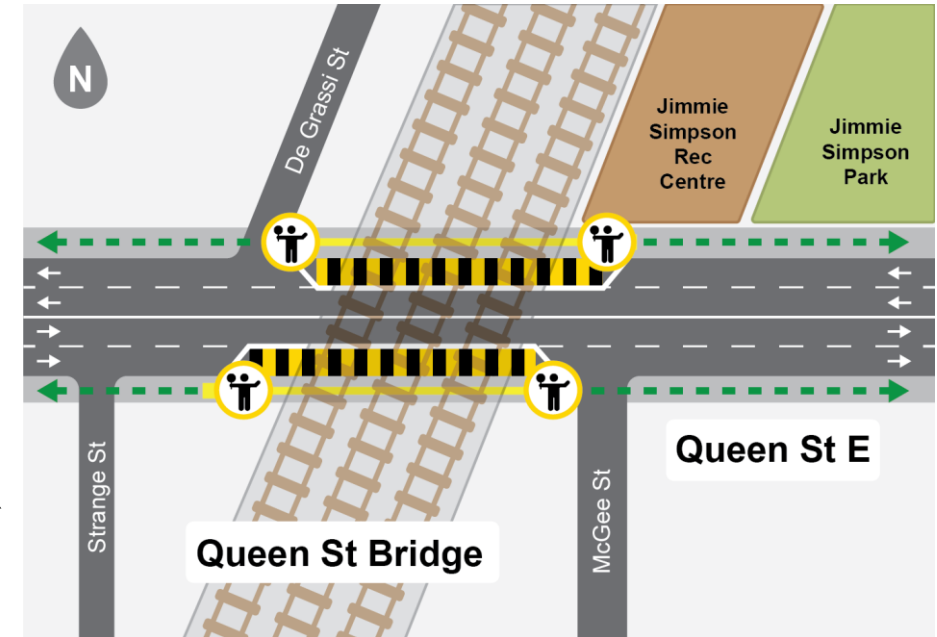 N
De Grassi St
Jimmie
Simpson
Rec
Centre
Jimmie
Simpson
Park
Queen St E
Strange St
Queen St Bridge
McGee St